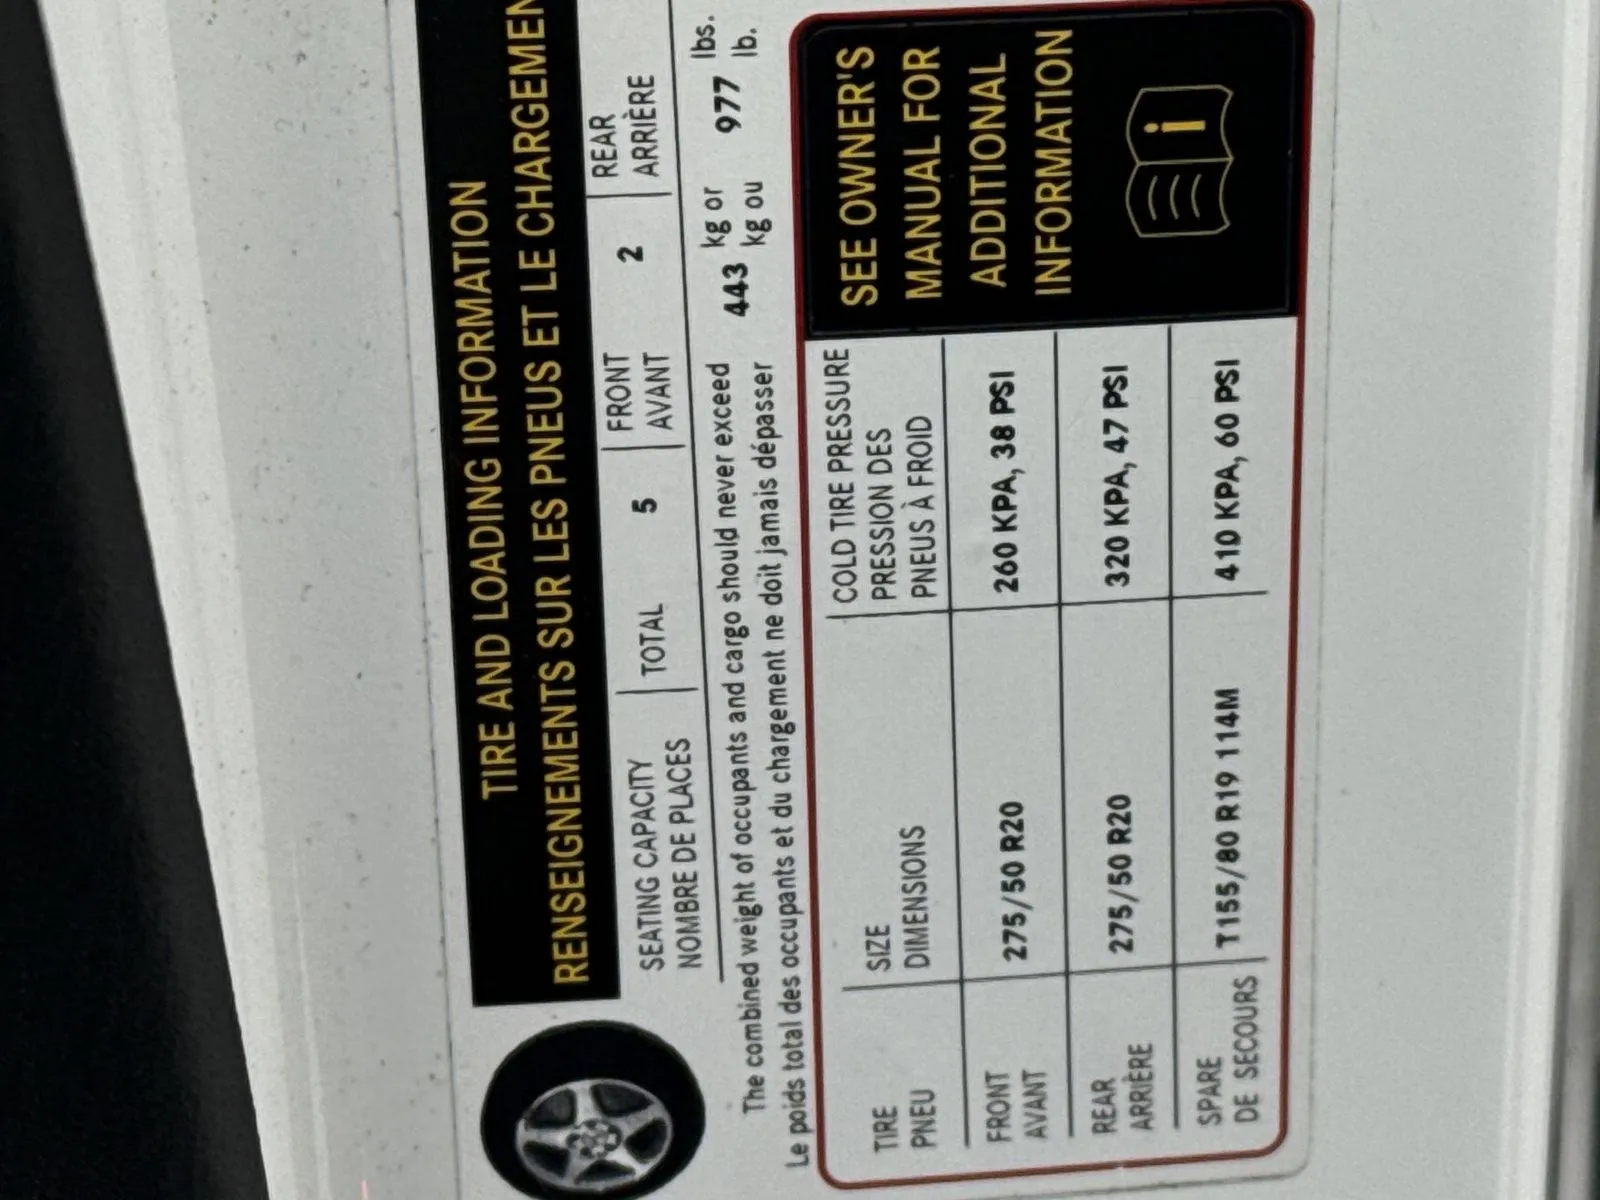 TIRE AND LOADING INFORMATION
RENSEIGNEMENTS SUR LES PNEUS ET LE CHARGEMEN
SEATING CAPACITY
NOMBRE DE PLACES
TOTAL 5
FRONT
AVANT
2
REAR
ARRIÈRE
The combined weight of occupants and cargo should never exceed
Le poids total des occupants et du chargement ne doit jamais dépasser
443
kg or
kg ou
977
lbs.
lb.
TIRE
PNEU
SIZE
DIMENSIONS
COLD TIRE PRESSURE
PRESSION DES
PNEUS À FROID
FRONT
AVANT
275/50 R20
260 KPA, 38 PSI
REAR
ARRIÈRE
275/50 R20
320 KPA, 47 PSI
SPARE
DE SECOURS
T155/80 R19 114M
410 KPA, 60 PSI
SEE OWNER'S
MANUAL FOR
ADDITIONAL
INFORMATION
i